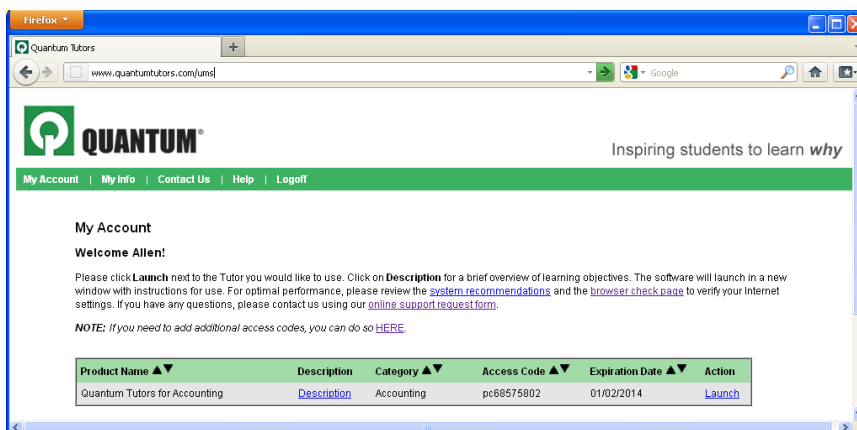 Firefox
Quantum Tutors
www.quantumtutors.com/ums
Google
QUANTUM®
Inspiring students to learn why
My Account | My Info | Contact Us | Help | Logoff
My Account
Welcome Allen!
Please click Launch next to the Tutor you would like to use. Click on Description for a brief overview of learning objectives. The software will launch in a new
window with instructions for use. For optimal performance, please review the system recommendations and the browser check page to verify your Internet
settings. If you have any questions, please contact us using our online support request form.
NOTE: If you need to add additional access codes, you can do so HERE.
Product Name ▲▼ Description Category ▲▼ Access Code ▲▼ Expiration Date ▲▼ Action
Quantum Tutors for Accounting Description Accounting pc68575802 01/02/2014 Launch